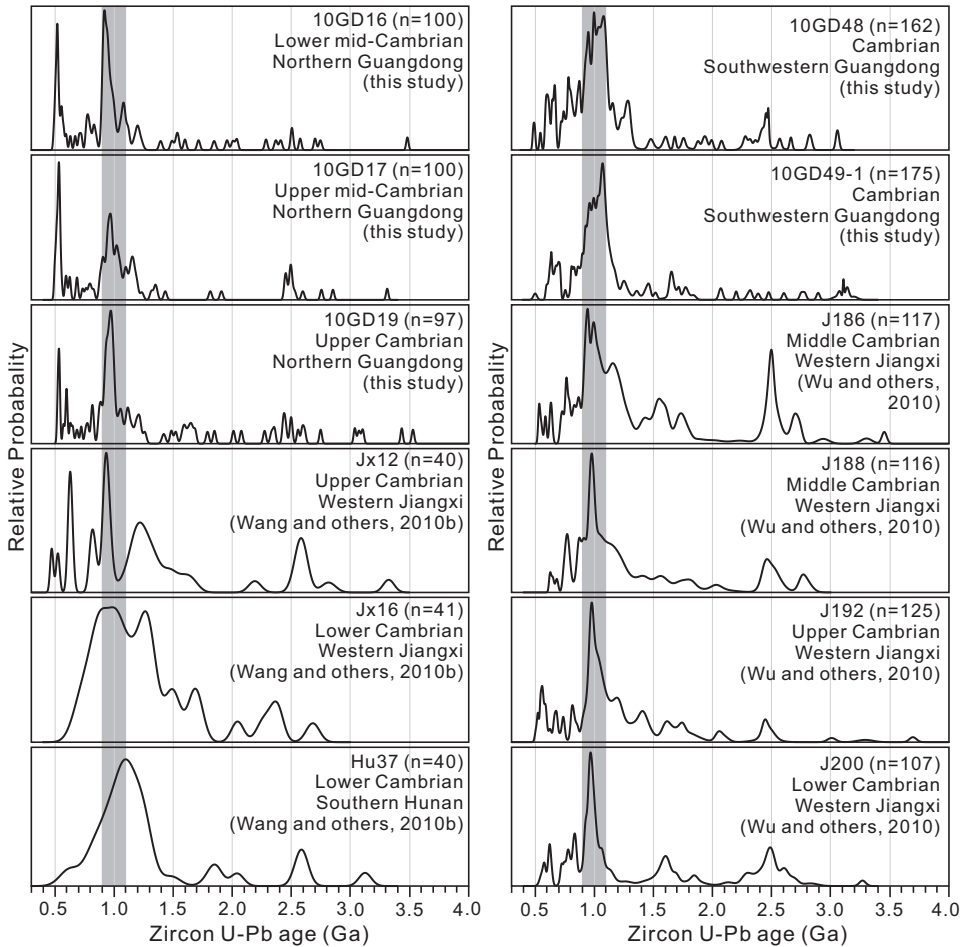 10GD16 (n=100)
Lower mid-Cambrian
Northern Guangdong
(this study)
10GD17 (n=100)
Upper mid-Cambrian
Northern Guangdong
(this study)
10GD19 (n=97)
Upper Cambrian
Northern Guangdong
(this study)
Jx12 (n=40)
Upper Cambrian
Western Jiangxi
(Wang and others, 2010b)
Jx16 (n=41)
Lower Cambrian
Western Jiangxi
(Wang and others, 2010b)
Hu37 (n=40)
Lower Cambrian
Southern Hunan
(Wang and others, 2010b)
Relative Probabality
0.5 1.0 1.5 2.0 2.5 3.0 3.5 4.0
Zircon U-Pb age (Ga)
10GD48 (n=162)
Cambrian
Southwestern Guangdong
(this study)
10GD49-1 (n=175)
Cambrian
Southwestern Guangdong
(this study)
J186 (n=117)
Middle Cambrian
Western Jiangxi
(Wu and others,
2010)
J188 (n=116)
Middle Cambrian
Western Jiangxi
(Wu and others, 2010)
J192 (n=125)
Upper Cambrian
Western Jiangxi
(Wu and others, 2010)
J200 (n=107)
Lower Cambrian
Western Jiangxi
(Wu and others, 2010)
Relative Probabality
0.5 1.0 1.5 2.0 2.5 3.0 3.5 4.0
Zircon U-Pb age (Ga)